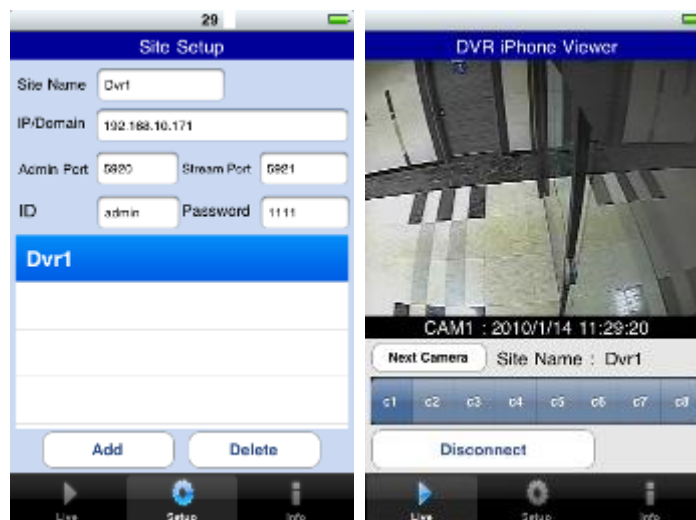 29
Site Setup
Site Name Dvr1
IP/Domain 192.168.10.171
Admin Port 5920 Stream Port 5921
ID admin Password 1111
Dvr1
Add Delete
Live Setup Info
DVR iPhone Viewer
CAM1 : 2010/1/14 11:29:20
Next Camera Site Name : Dvr1
c1 c2 c3 c4 c5 c6 c7 c8
Disconnect
Live Setup Info